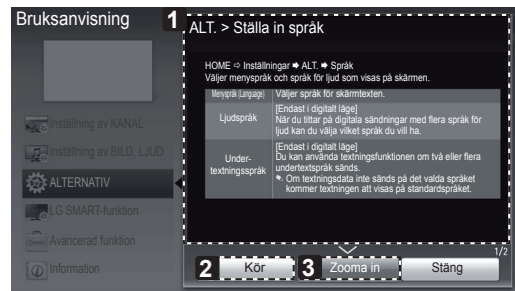 Bruksanvisning
Inställning av KANAL
Inställning av BILD, LJUD
ALTERNATIV
LG SMART-funktion
Avancerad funktion
Information
1
ALT. > Ställa in språk
HOME ⇨ Inställningar ➡ ALT. ➡ Språk
Väljer menyspråk och språk för ljud som visas på skärmen.
Menyspråk (Language) Väljer språk för skärmtexten.
Ljudspråk
[Endast i digitalt läge]
När du tittar på digitala sändningar med flera språk för
ljud kan du välja vilket språk du vill ha.
Under-
textningsspråk
[Endast i digitalt läge]
Du kan använda textningsfunktionen om två eller flera
undertextspråk sänds.
Om textningsdata inte sänds på det valda språket
kommer textningen att visas på standardspråket.
1/2
2 Kör 3 Zooma in Stäng